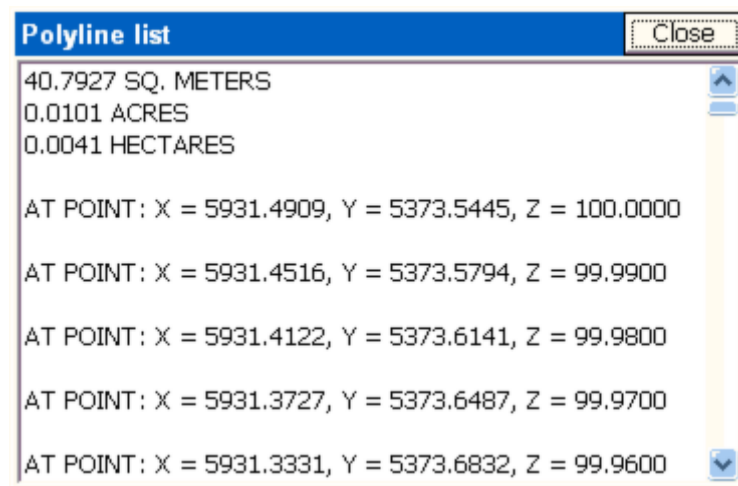 Polyline list
Close
40.7927 SQ. METERS
0.0101 ACRES
0.0041 HECTARES
AT POINT: X = 5931.4909, Y = 5373.5445, Z = 100.0000
AT POINT: X = 5931.4516, Y = 5373.5794, Z = 99.9900
AT POINT: X = 5931.4122, Y = 5373.6141, Z = 99.9800
AT POINT: X = 5931.3727, Y = 5373.6487, Z = 99.9700
AT POINT: X = 5931.3331, Y = 5373.6832, Z = 99.9600